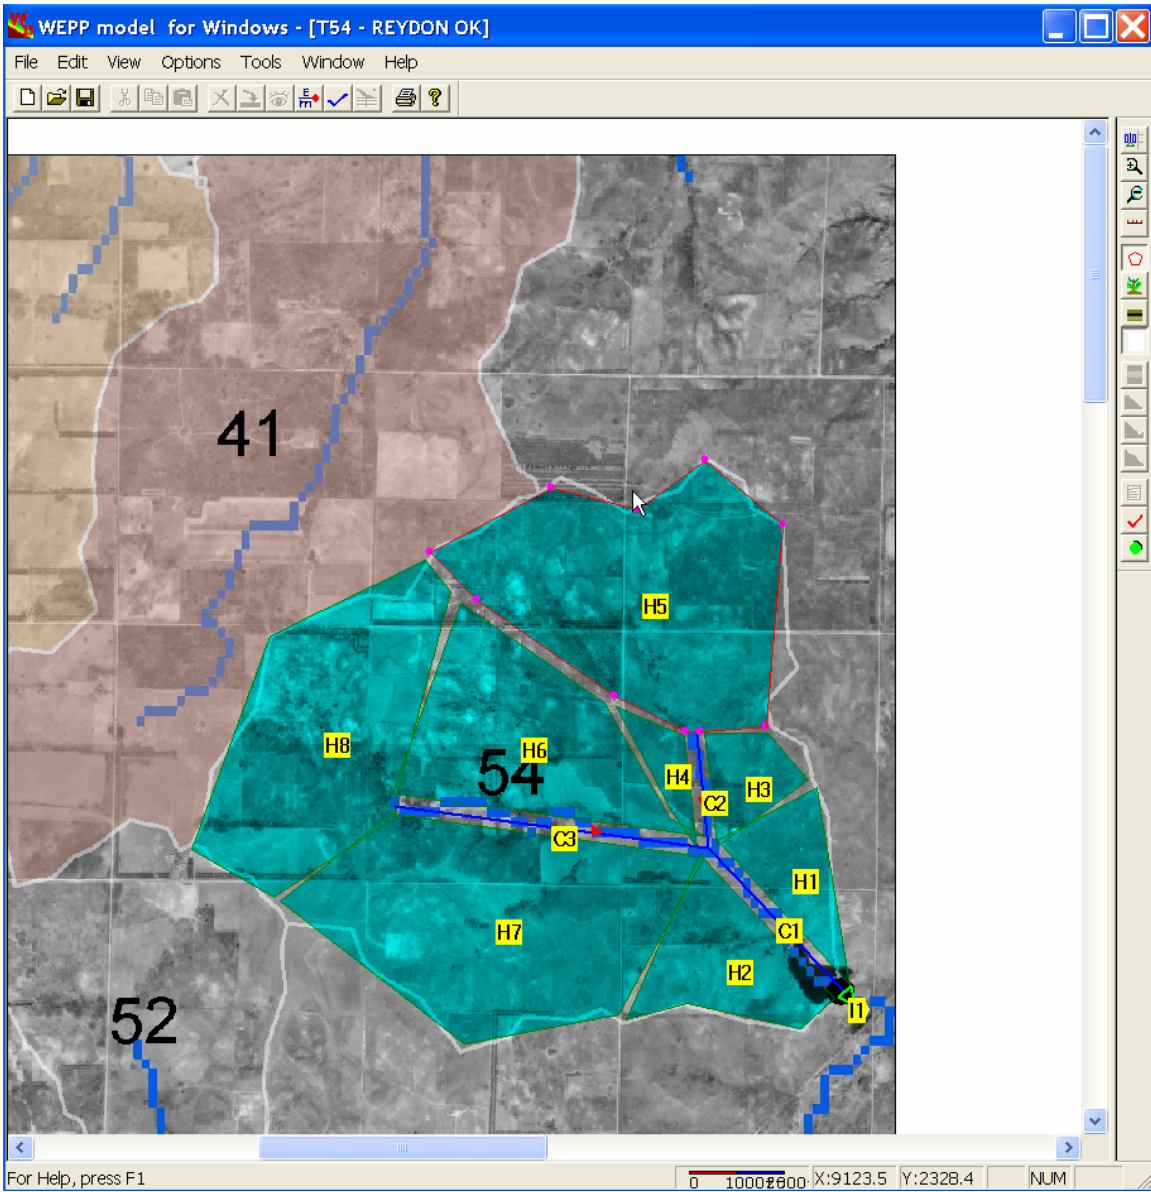 WEPP model for Windows - [T54 - REYDON OK]
File Edit View Options Tools Window Help
41
H5
H8
H6
54
H4
H3
C2
C3
H1
H7
C1
H2
I1
52
For Help, press F1
0 X:9123.5 Y:2328.4 NUM